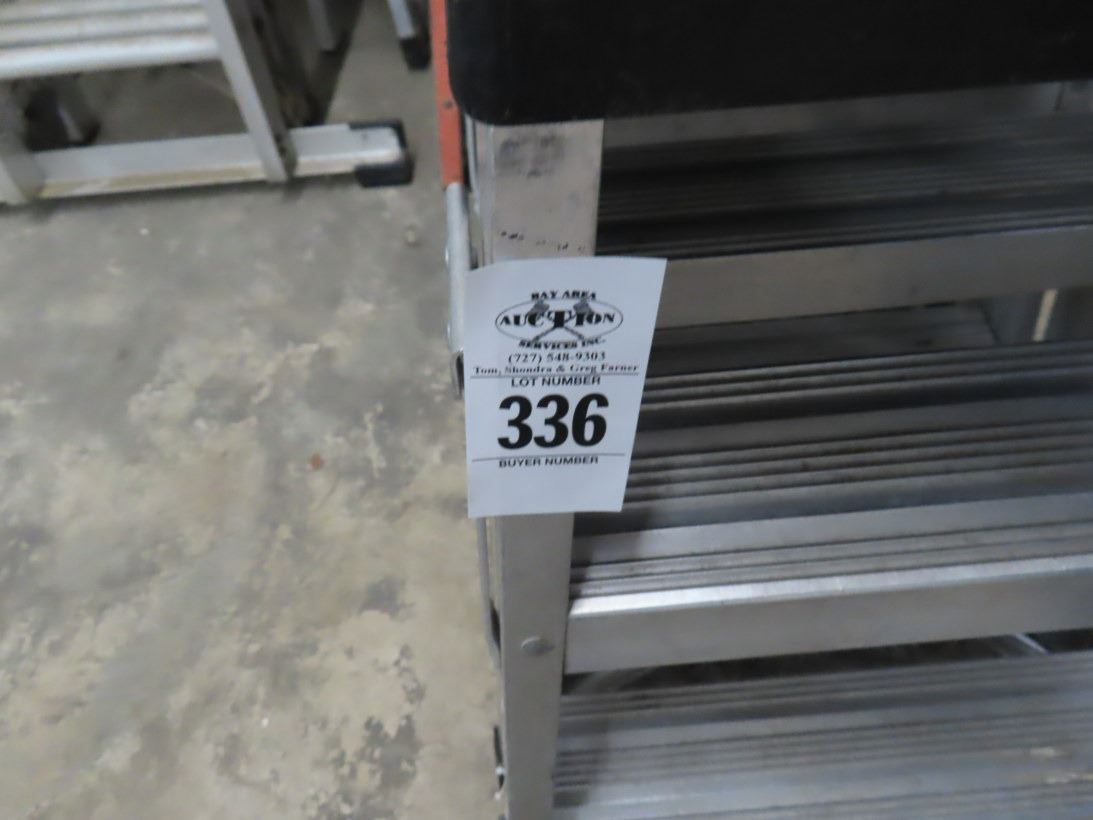 BAY AREA
AUCTION
SERVICES INC.
(727) 548-9303
Tom, Shondra & Greg Farner
LOT NUMBER
336
BUYER NUMBER